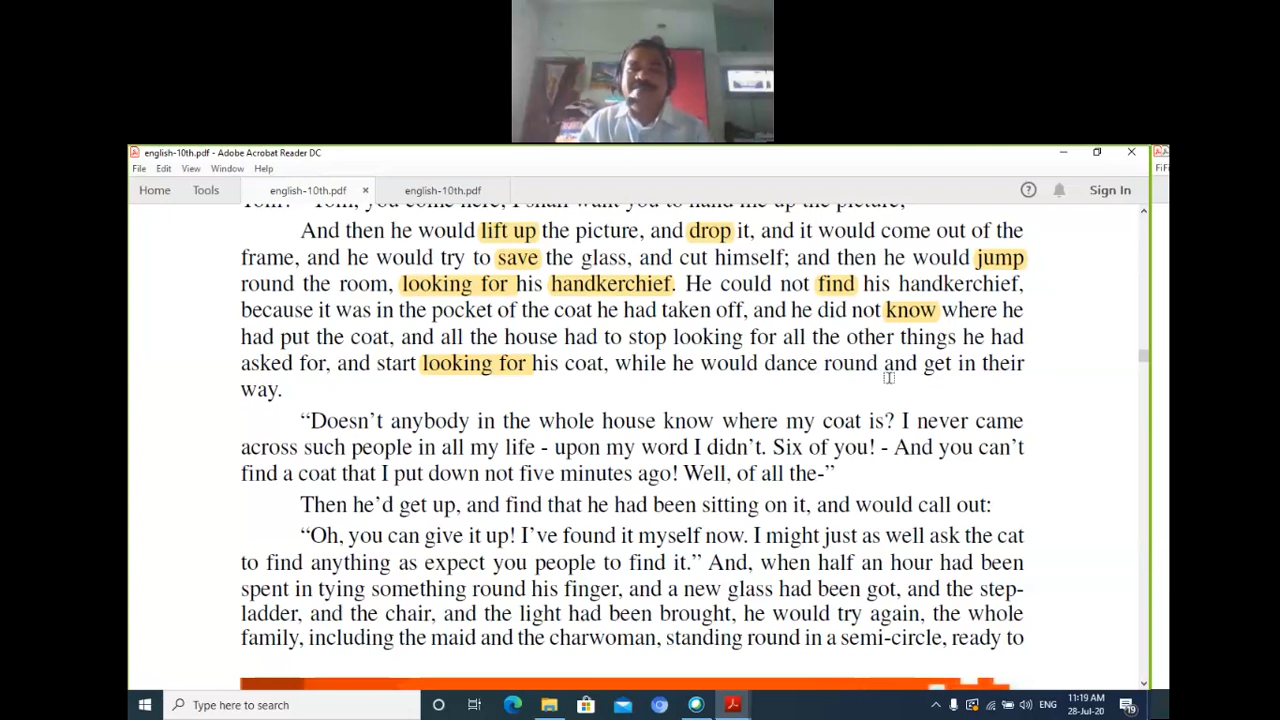 english-10th.pdf - Adobe Acrobat Reader DC
File Edit View Window Help
Home Tools english-10th.pdf × english-10th.pdf Sign In
FiFi
And then he would lift up the picture, and drop it, and it would come out of the
frame, and he would try to save the glass, and cut himself; and then he would jump
round the room, looking for his handkerchief. He could not find his handkerchief,
because it was in the pocket of the coat he had taken off, and he did not know where he
had put the coat, and all the house had to stop looking for all the other things he had
asked for, and start looking for his coat, while he would dance round and get in their
way.
“Doesn’t anybody in the whole house know where my coat is? I never came
across such people in all my life - upon my word I didn’t. Six of you! - And you can’t
find a coat that I put down not five minutes ago! Well, of all the-”
Then he’d get up, and find that he had been sitting on it, and would call out:
“Oh, you can give it up! I’ve found it myself now. I might just as well ask the cat
to find anything as expect you people to find it.” And, when half an hour had been
spent in tying something round his finger, and a new glass had been got, and the step-
ladder, and the chair, and the light had been brought, he would try again, the whole
family, including the maid and the charwoman, standing round in a semi-circle, ready to
Type here to search
ENG
11:19 AM
28-Jul-20
19